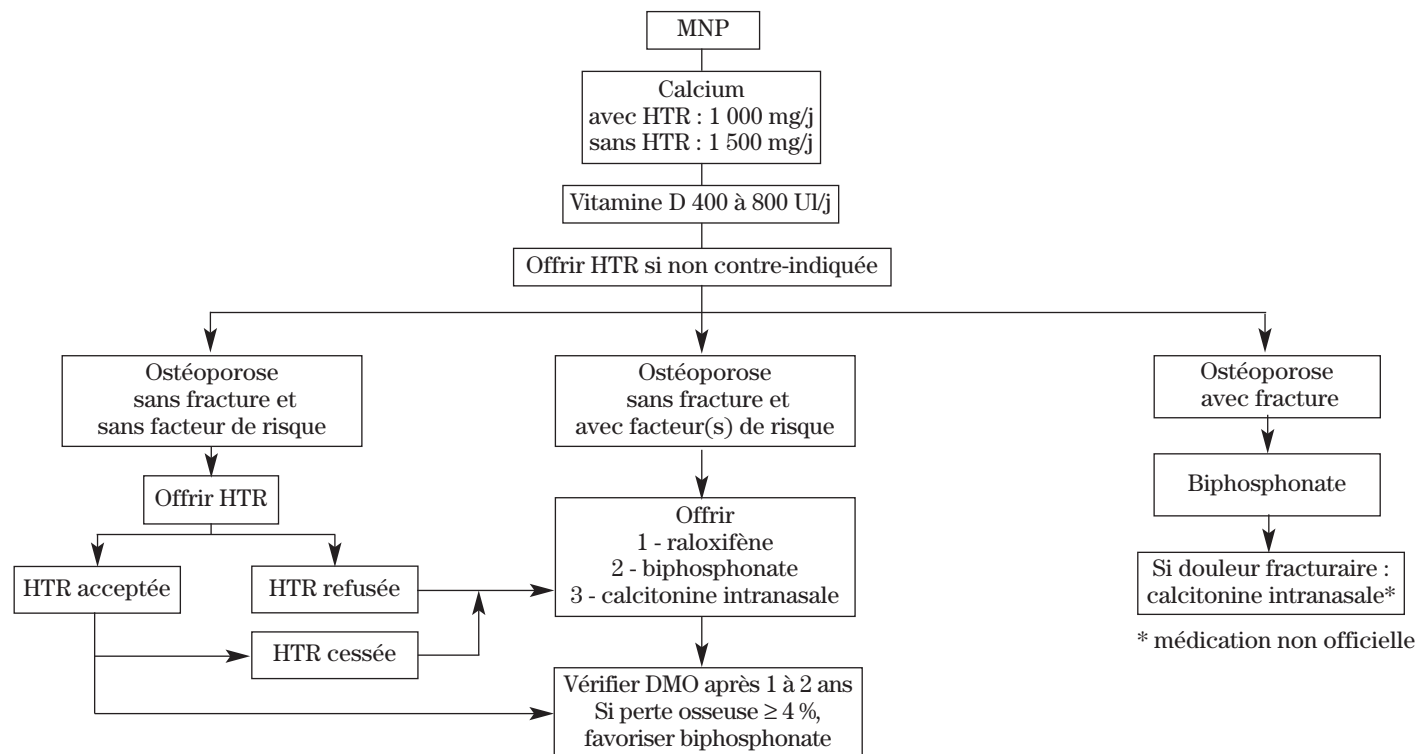 MNP
Calcium
avec HTR : 1 000 mg/j
sans HTR : 1 500 mg/j
Vitamine D 400 à 800 Ul/j
Offrir HTR si non contre-indiquée
Ostéoporose
sans fracture et
sans facteur de risque
Ostéoporose
sans fracture et
avec facteur(s) de risque
Ostéoporose
avec fracture
Offrir HTR
Biphosphonate
Offrir
1 - raloxifène
2 - biphosphonate
3 - calcitonine intranasale
HTR acceptée
HTR refusée
Si douleur fracturaire :
calcitonine intranasale*
HTR cessée
* médication non officielle
Vérifier DMO après 1 à 2 ans
Si perte osseuse ≥ 4 %,
favoriser biphosphonate